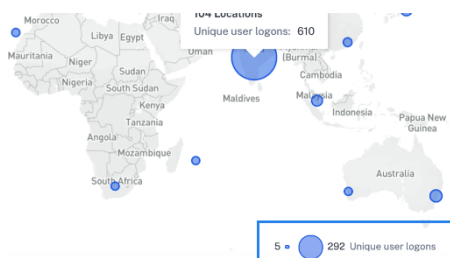 104 Locations
Unique user logons: 610
Morocco
Iraq
Libya Egypt
Mauritania
Oman
Niger
(Burma)
Sudan
Cambodia
Nigeria
South Sudan
Maldives
Malaysia
Kenya
Indonesia
Tanzania
Papua New
Guinea
Angola
Mozambique
Australia
South Africa
5 292 Unique user logons